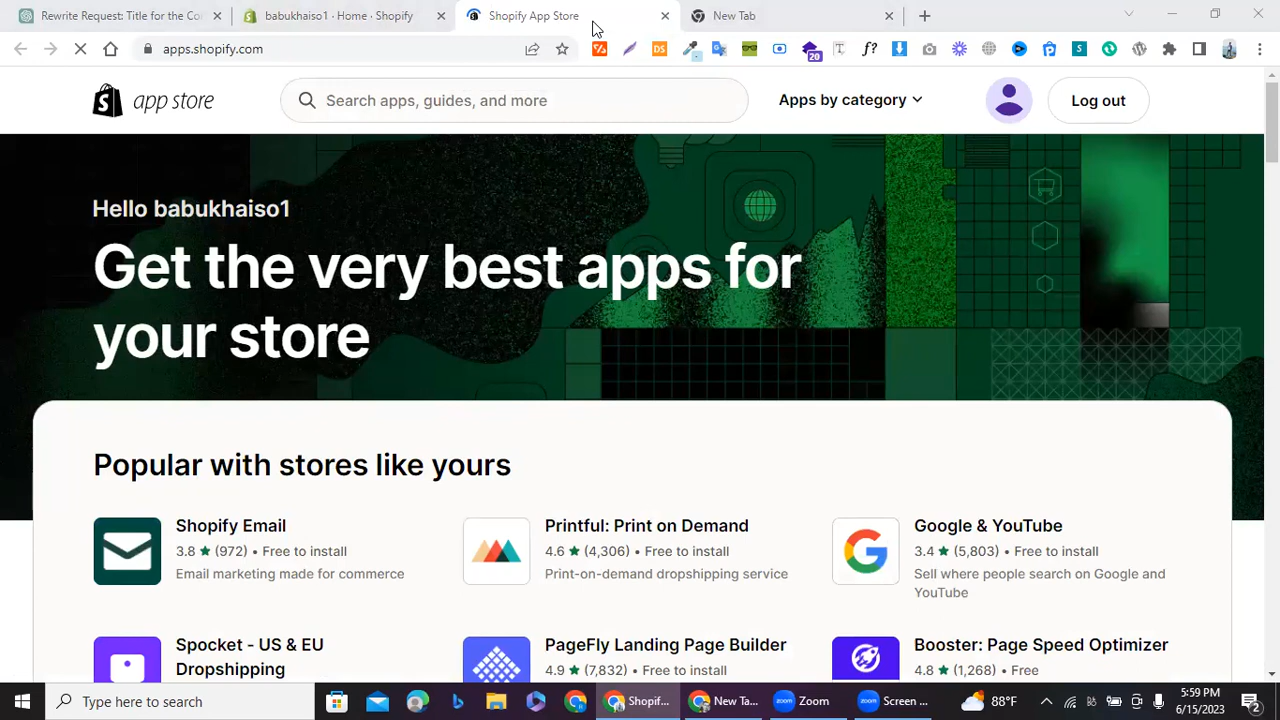 Rewrite Request: Title for the Co
babukhaiso1 · Home · Shopify
Shopify App Store
New Tab
apps.shopify.com
DS
20
T
f?
S
app store
Search apps, guides, and more
Apps by category
Log out
Hello babukhaiso1
Get the very best apps for
your store
Popular with stores like yours
Shopify Email
3.8 ★ (972) • Free to install
Email marketing made for commerce
Printful: Print on Demand
4.6 ★ (4,306) • Free to install
Print-on-demand dropshipping service
Google & YouTube
3.4 ★ (5,803) • Free to install
Sell where people search on Google and
YouTube
Spocket - US & EU
Dropshipping
PageFly Landing Page Builder
4.9 ★ (7,832) • Free to install
Booster: Page Speed Optimizer
4.8 ★ (1,268) • Free
Type here to search
Shopif...
New Ta...
zoom
Zoom
zoom
Screen ...
88°F
5:59 PM
6/15/2023
2